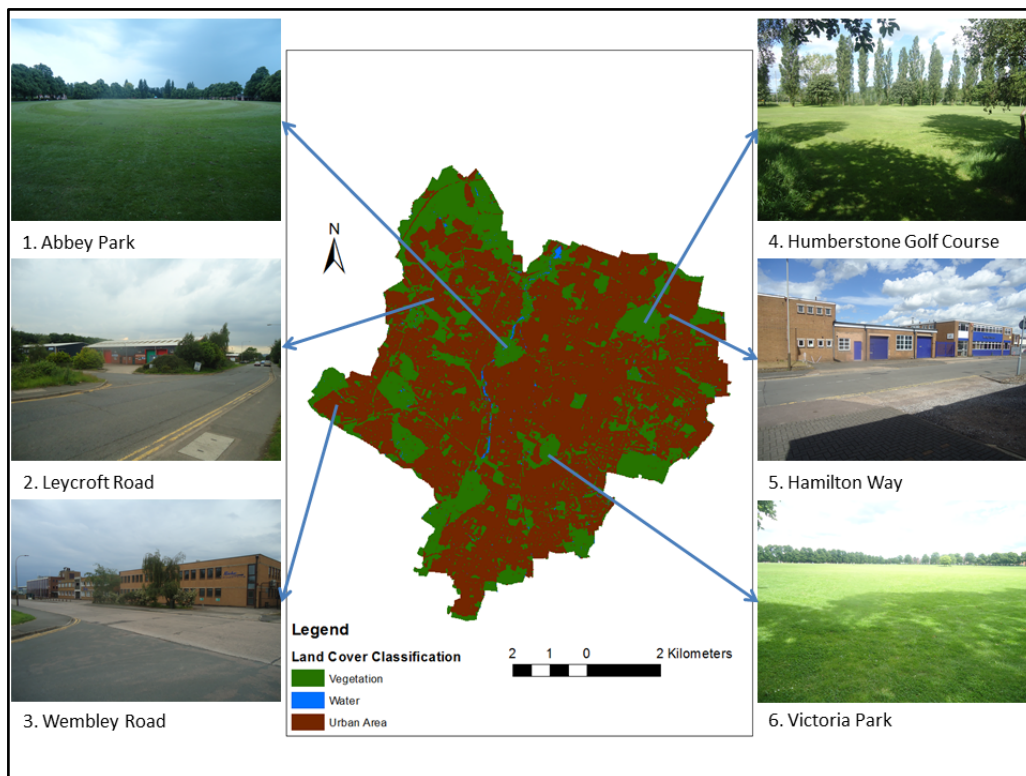 1. Abbey Park
2. Leycroft Road
3. Wembley Road
N
Legend
Land Cover Classification
Vegetation
Water
Urban Area
2 1 0 2 Kilometers
4. Humberstone Golf Course
5. Hamilton Way
6. Victoria Park